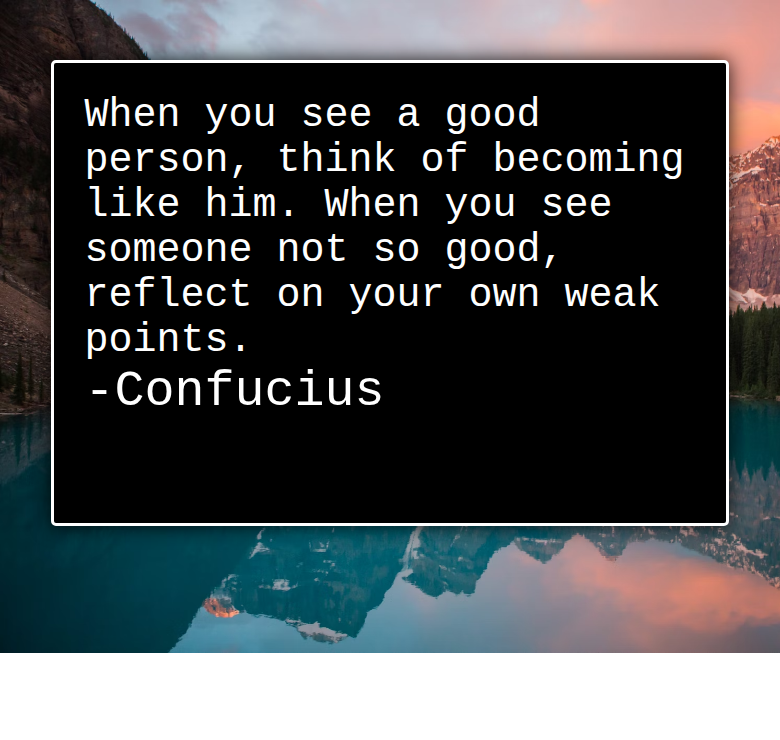 When you see a good
person, think of becoming
like him. When you see
someone not so good,
reflect on your own weak
points.
-Confucius